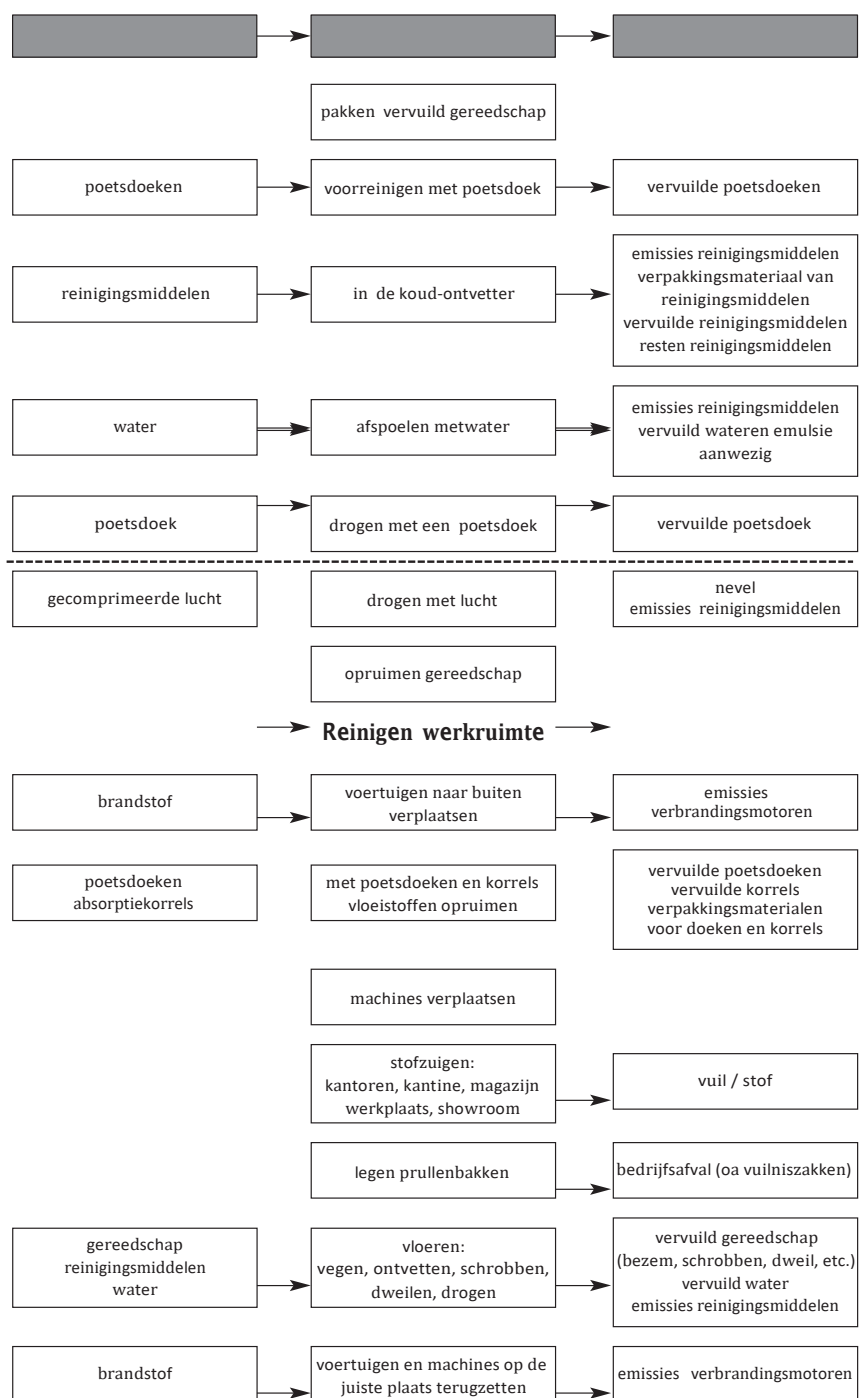 pakken vervuild gereedschap
poetsdoeken
voorreinigen met poetsdoek
vervuilde poetsdoeken
reinigingsmiddelen
in de koud-ontvetter
emissies reinigingsmiddelen
verpakkingsmateriaal van
reinigingsmiddelen
vervuilde reinigingsmiddelen
resten reinigingsmiddelen
water
afspoelen metwater
emissies reinigingsmiddelen
vervuild wateren emulsie
aanwezig
poetsdoek
drogen met een poetsdoek
vervuilde poetsdoek
gecomprimeerde lucht
drogen met lucht
nevel
emissies reinigingsmiddelen
opruimen gereedschap
Reinigen werkruimte
brandstof
voertuigen naar buiten
verplaatsen
emissies
verbrandingsmotoren
poetsdoeken
absorptiekorrels
met poetsdoeken en korrels
vloeistoffen opruimen
vervuilde poetsdoeken
vervuilde korrels
verpakkingsmaterialen
voor doeken en korrels
machines verplaatsen
stofzuigen:
kantoren, kantine, magazijn
werkplaats, showroom
vuil / stof
legen prullenbakken
bedrijfsafval (oa vuilniszakken)
gereedschap
reinigingsmiddelen
water
vloeren:
vegen, ontvetten, schrobben,
dweilen, drogen
vervuild gereedschap
(bezem, schrobben, dweil, etc.)
vervuild water
emissies reinigingsmiddelen
brandstof
voertuigen en machines op de
juiste plaats terugzetten
emissies verbrandingsmotoren